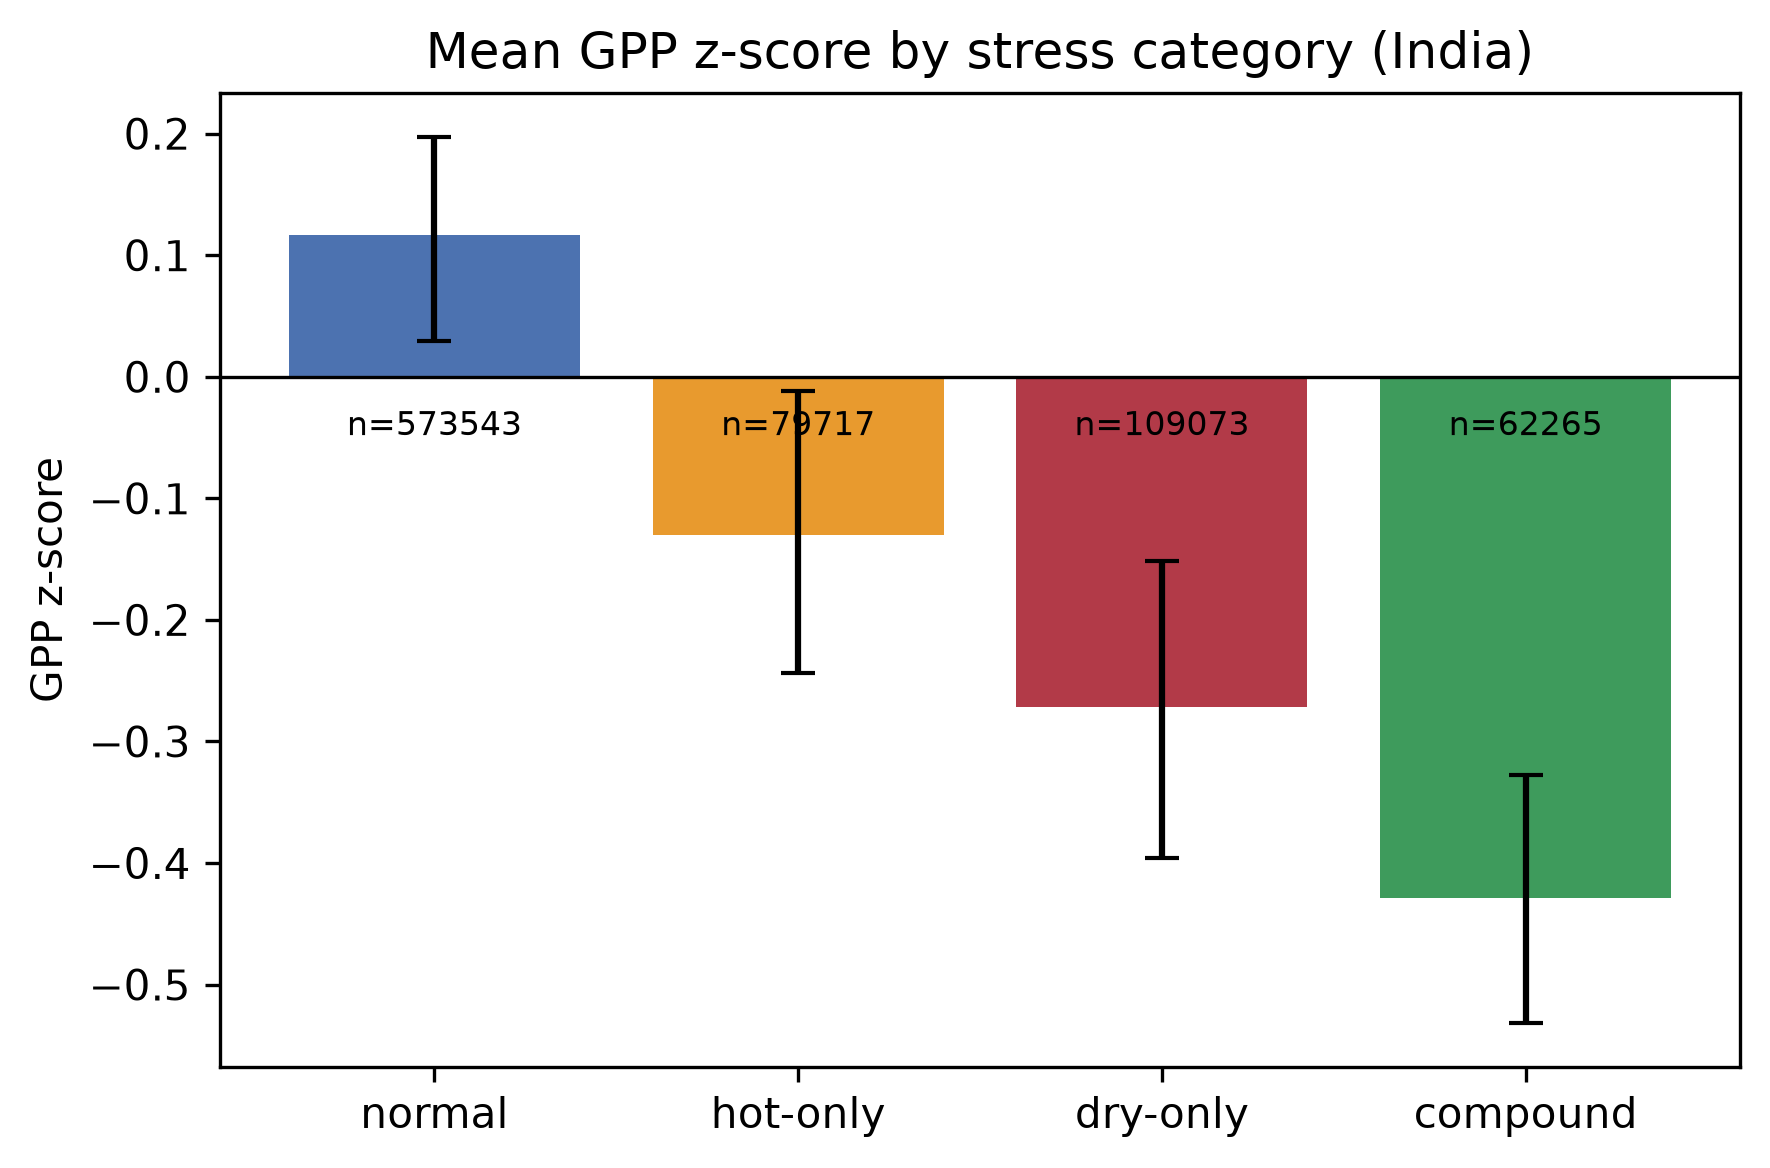 Mean GPP z-score by stress category (India)
GPP z-score
0.2
0.1
0.0
−0.1
−0.2
−0.3
−0.4
−0.5
n=573543
n=79717
n=109073
n=62265
normal
hot-only
dry-only
compound